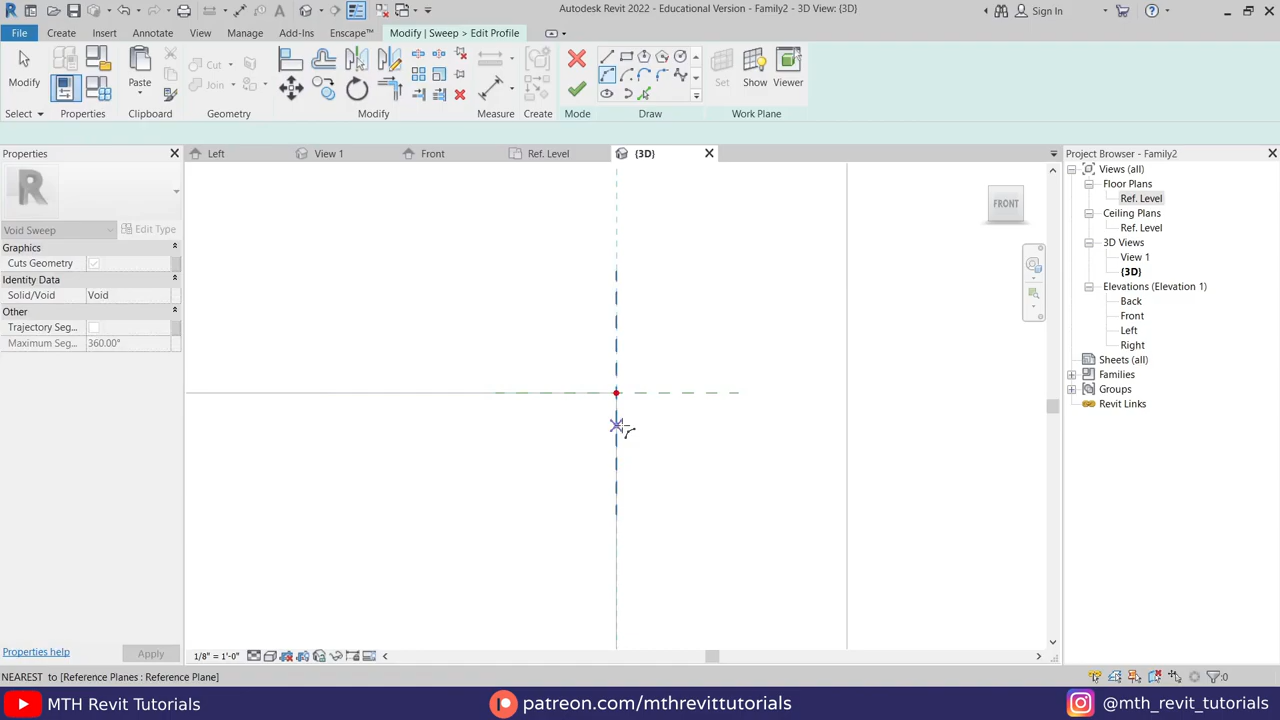 Autodesk Revit 2022 - Educational Version - Family2 - 3D View: {3D}
Sign In
File
Create
Insert
Annotate
View
Manage
Add-Ins
Enscape™
Modify | Sweep > Edit Profile
Modify
Paste
Cut
Join
Set
Show
Viewer
Select
Properties
Clipboard
Geometry
Modify
Measure
Create
Mode
Draw
Work Plane
Properties
Left
View 1
Front
Ref. Level
{3D}
Project Browser - Family2
R
Void Sweep
Edit Type
Graphics
Cuts Geometry
Identity Data
Solid/Void
Void
Other
Trajectory Seg...
Maximum Seg...
360.00°
FRONT
Views (all)
Floor Plans
Ref. Level
Ceiling Plans
Ref. Level
3D Views
View 1
{3D}
Elevations (Elevation 1)
Back
Front
Left
Right
Sheets (all)
Families
Groups
Revit Links
Properties help
Apply
1/8" = 1'-0"
NEAREST to [Reference Planes : Reference Plane]
:0
MTH Revit Tutorials
patreon.com/mthrevittutorials
@mth_revit_tutorials